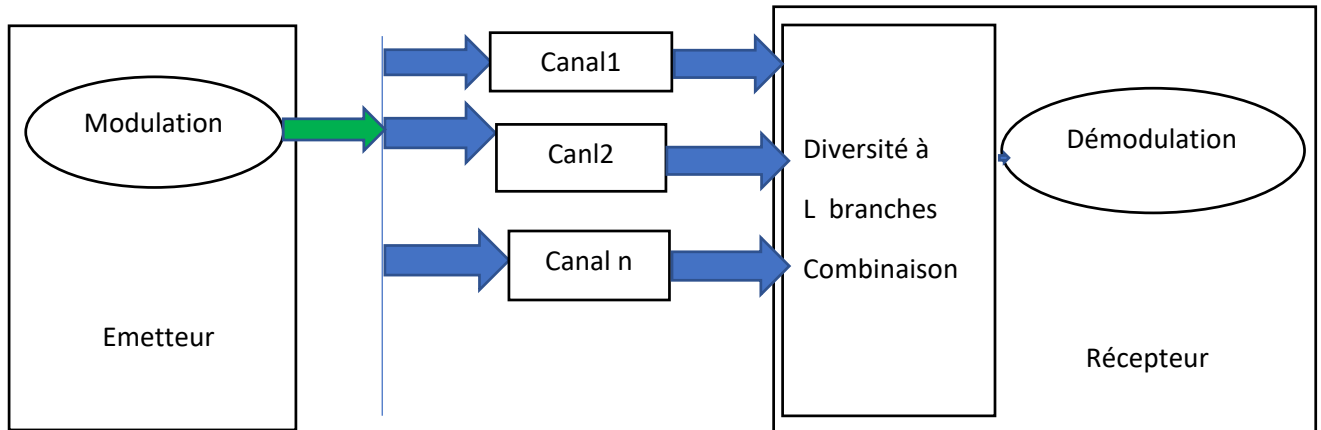 Modulation
Emetteur
Canal1
Canl2
Canal n
Diversité à
L branches
Combinaison
Démodulation
Récepteur